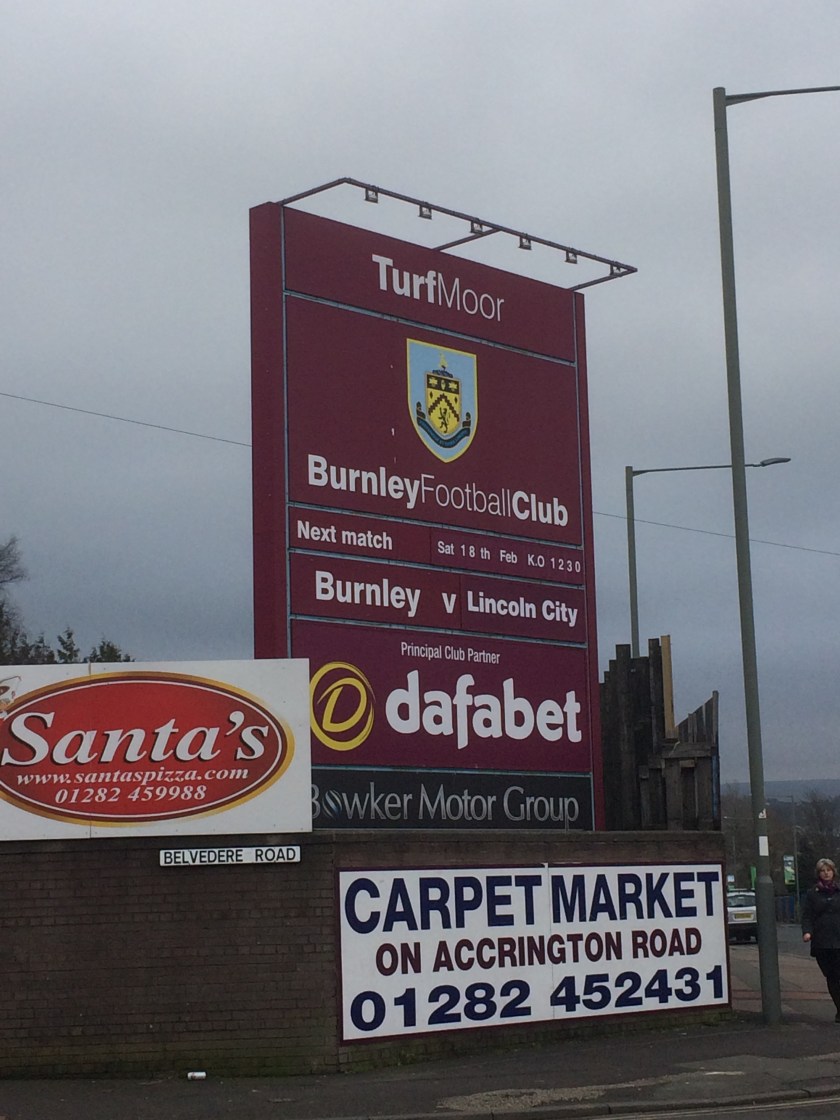 TurfMoor
BurnleyFootballClub
Next match Sat 18 th Feb K.O 1230
Burnley v Lincoln City
Principal Club Partner
dafabet
Bowker Motor Group
Santa's
www.santaspizza.com
01282 459988
BELVEDERE ROAD
CARPET MARKET
ON ACCRINGTON ROAD
01282 452431